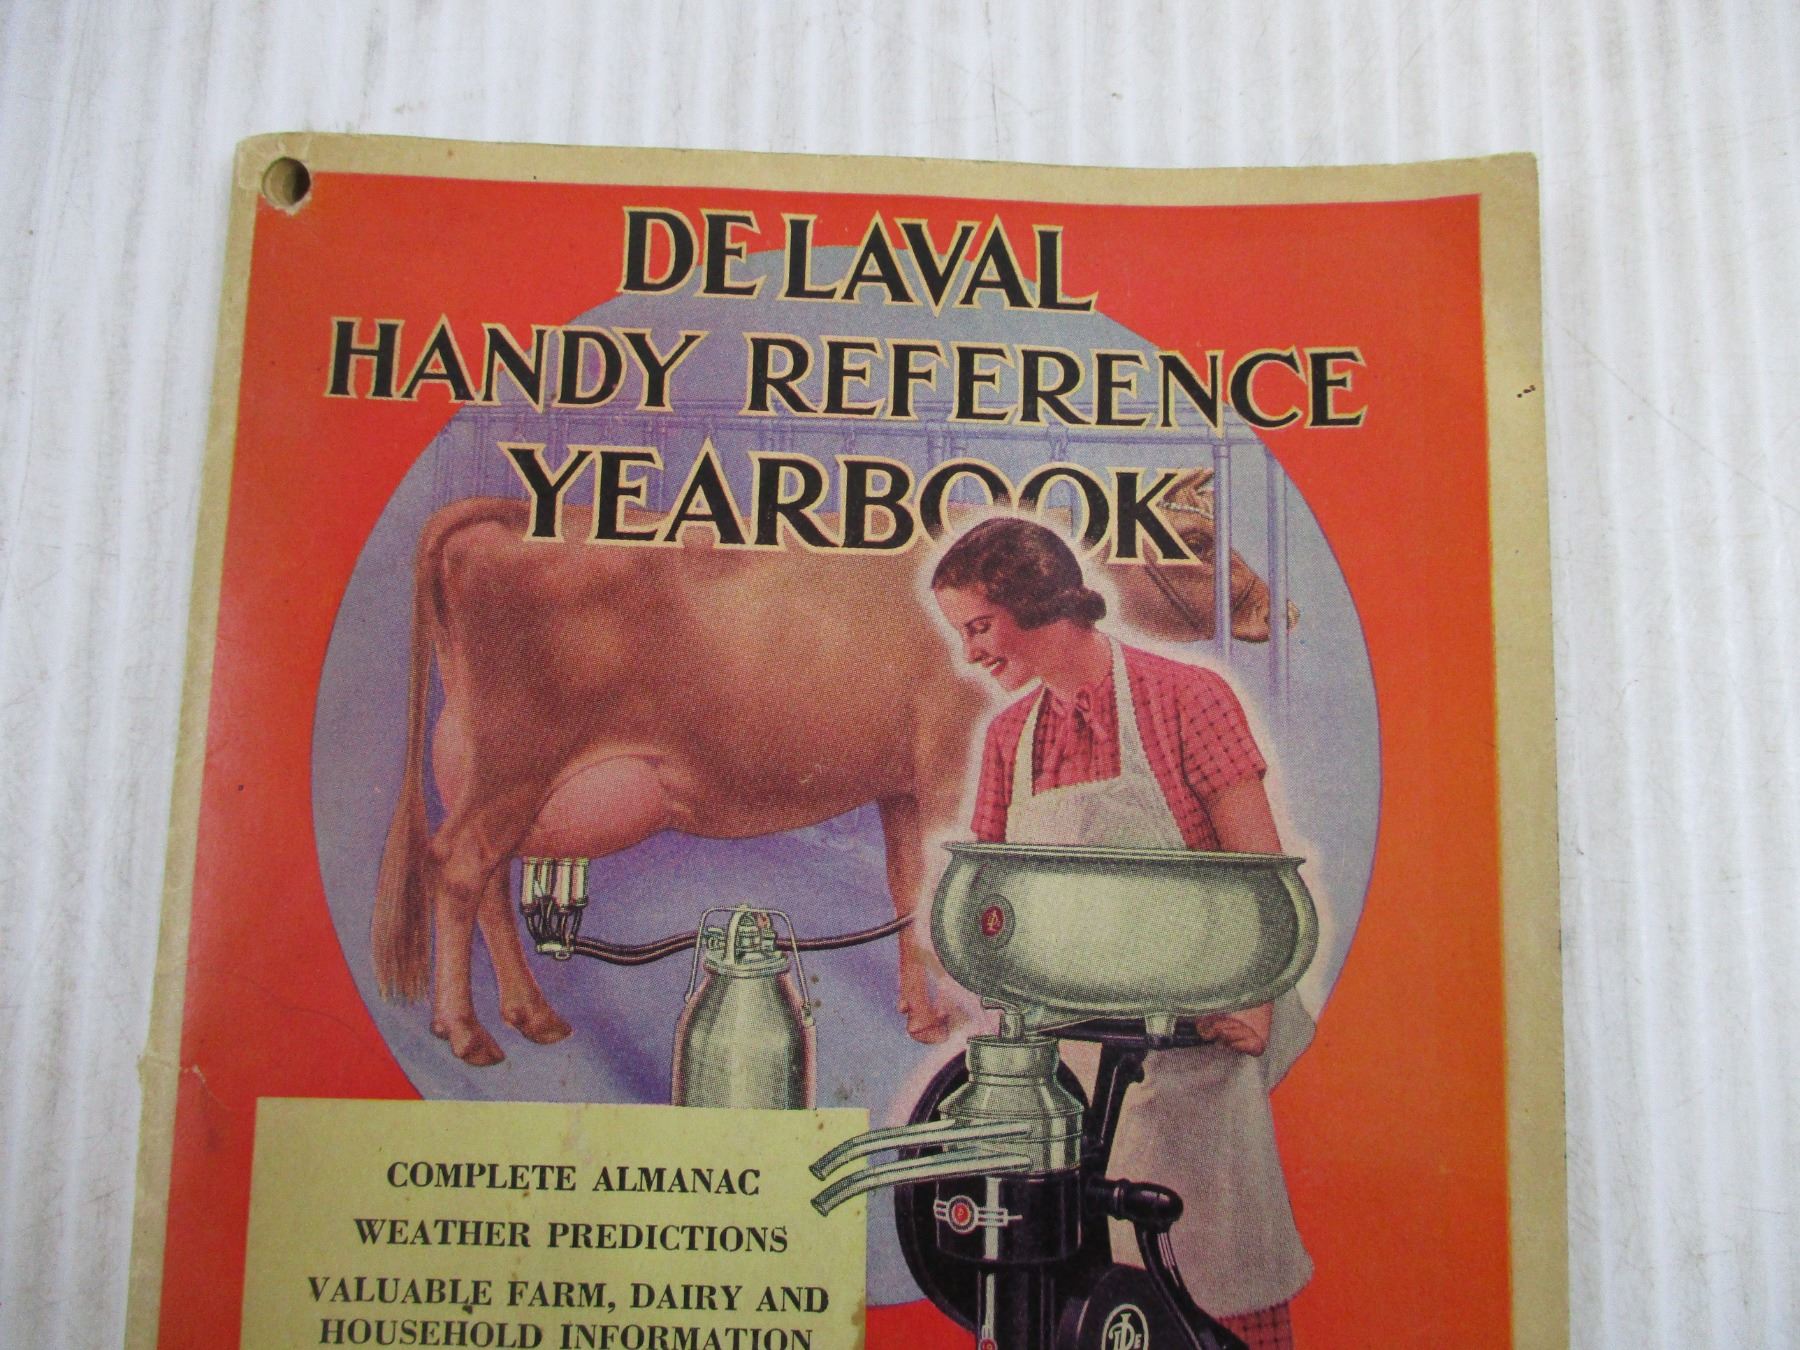 DE LAVAL
HANDY REFERENCE
YEARBOOK
COMPLETE ALMANAC
WEATHER PREDICTIONS
VALUABLE FARM, DAIRY AND
HOUSEHOLD INFORMATION